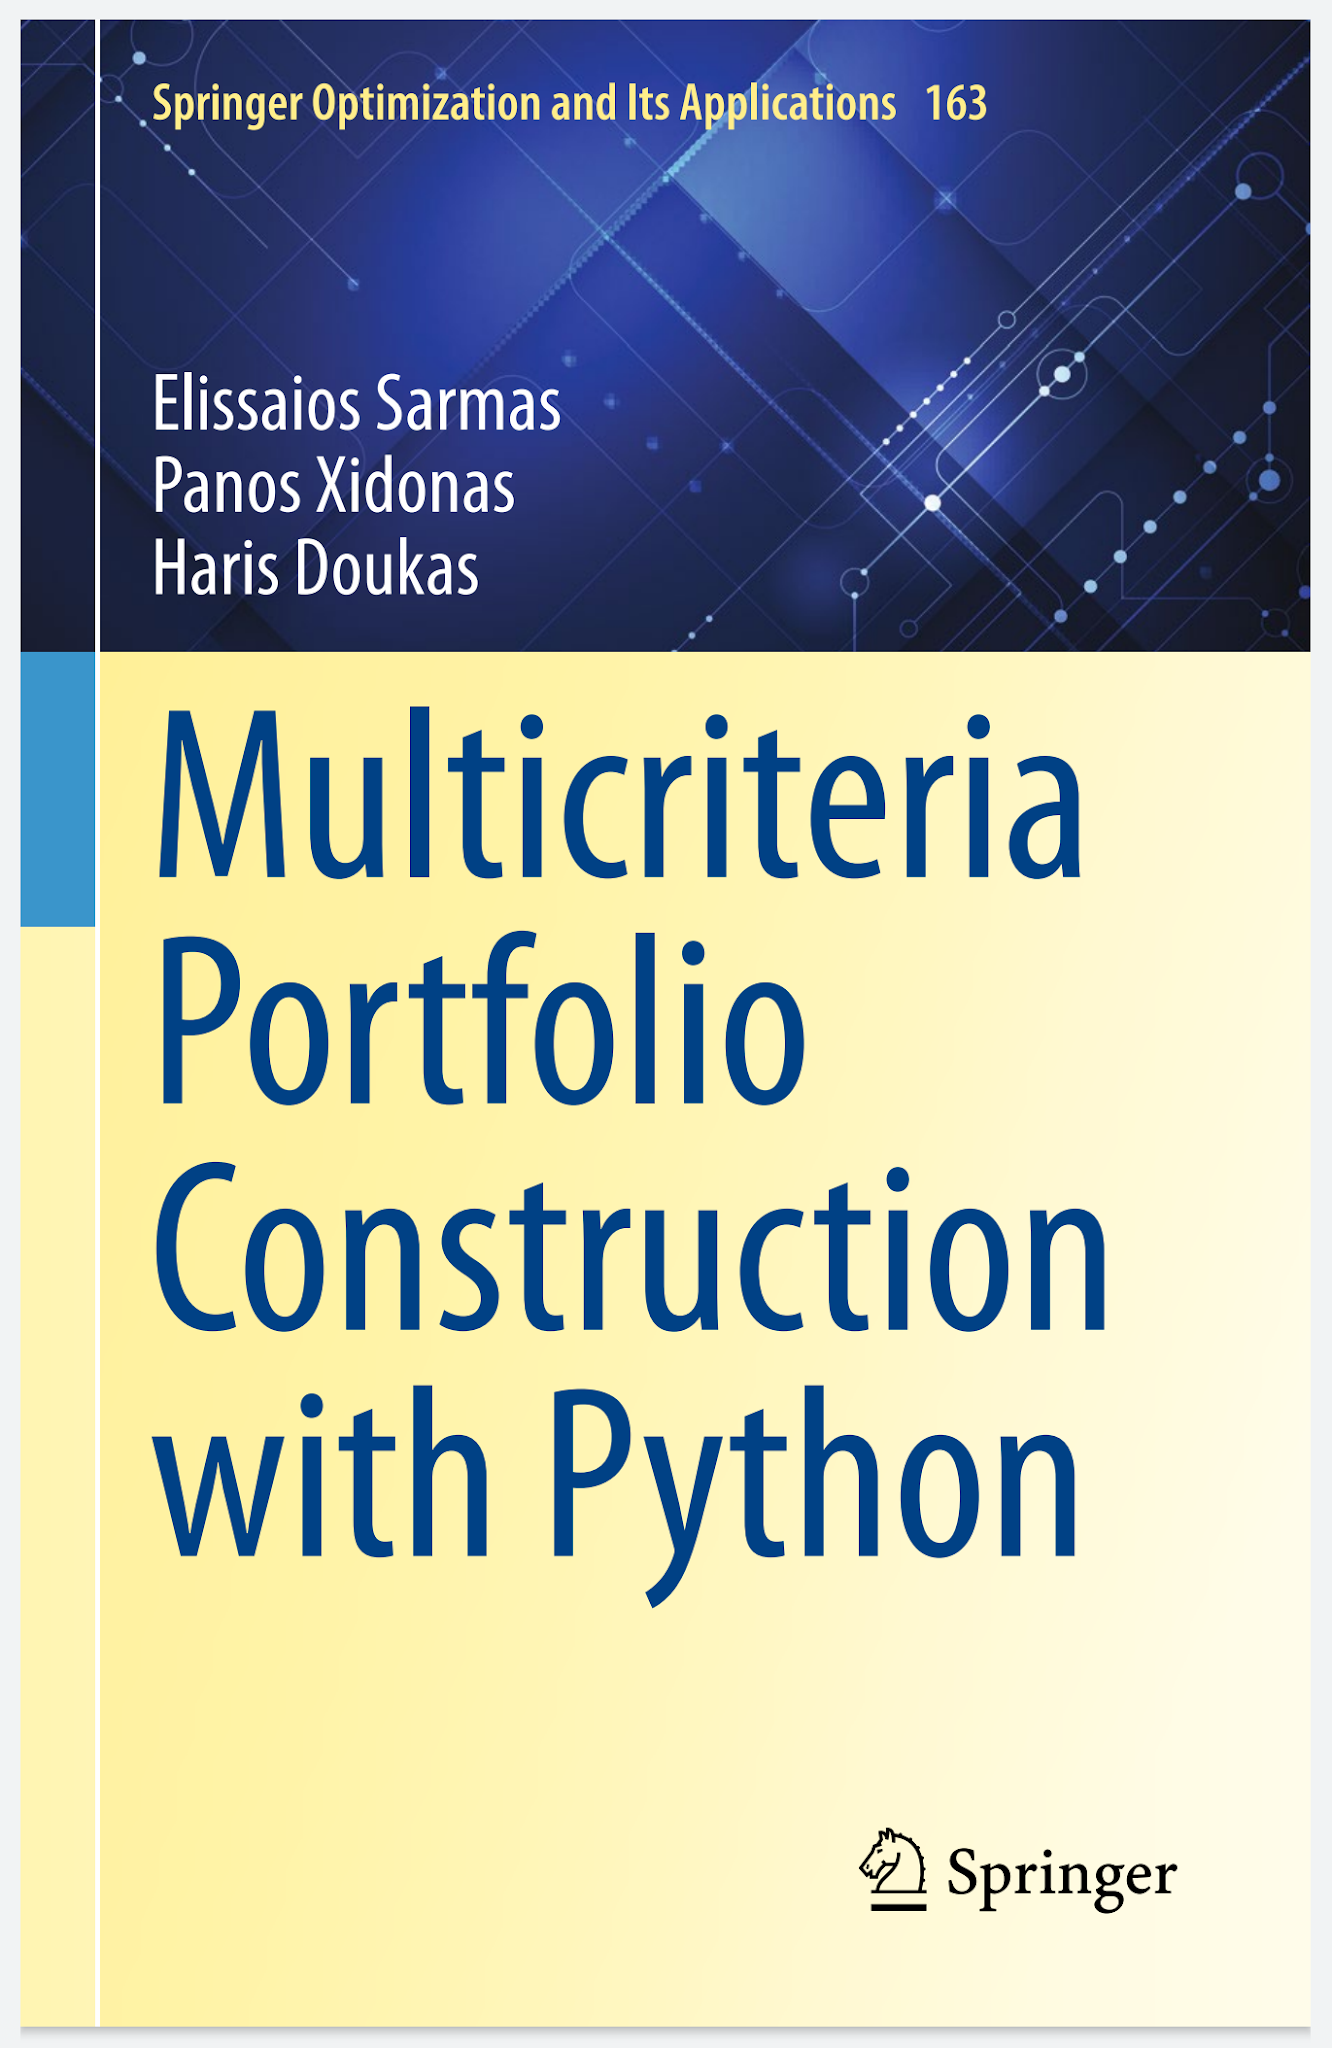 Springer Optimization and Its Applications 163
Elissaios Sarmas
Panos Xidonas
Haris Doukas
Multicriteria
Portfolio
Construction
with Python
Springer